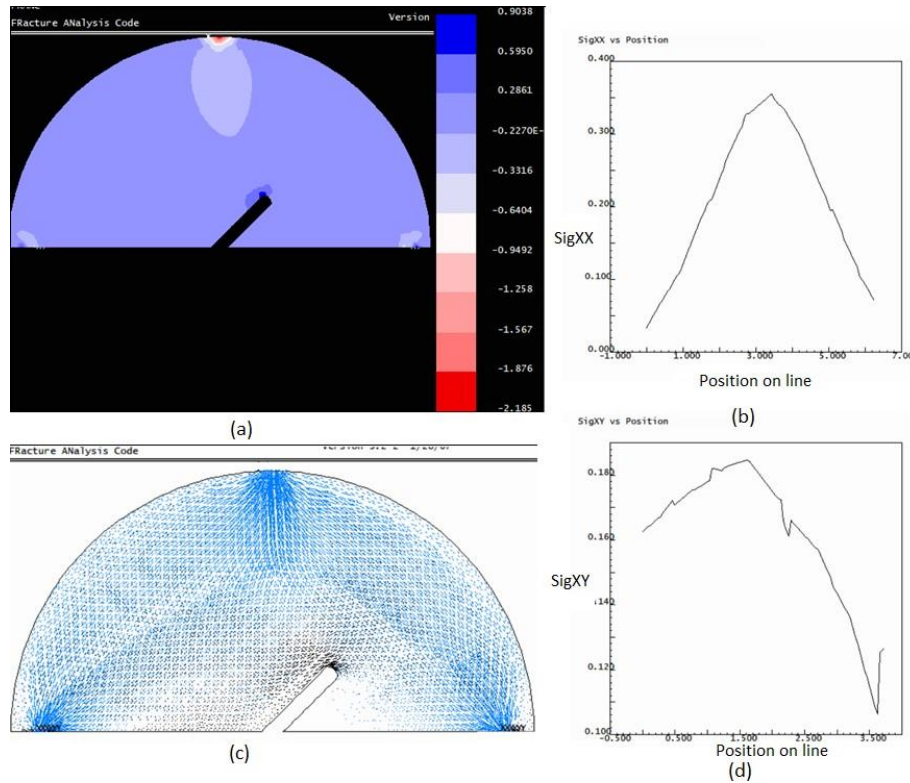 FRacture ANalysis Code
Version
0.9038
0.5950
0.2861
-0.2270E-
-0.3316
-0.6404
-0.9492
-1.258
-1.567
-1.876
-2.185
(a)
SigXX vs Position
0.400
0.300
0.200
0.100
0.000
SigXX
-1.000 1.000 3.000 5.000 7.0
Position on line
(b)
FRacture ANalysis Code
(c)
SigXY vs Position
0.180
0.160
0.140
0.120
0.100
SigXY
-0.500 0.500 1.500 2.500 3.500
Position on line
(d)